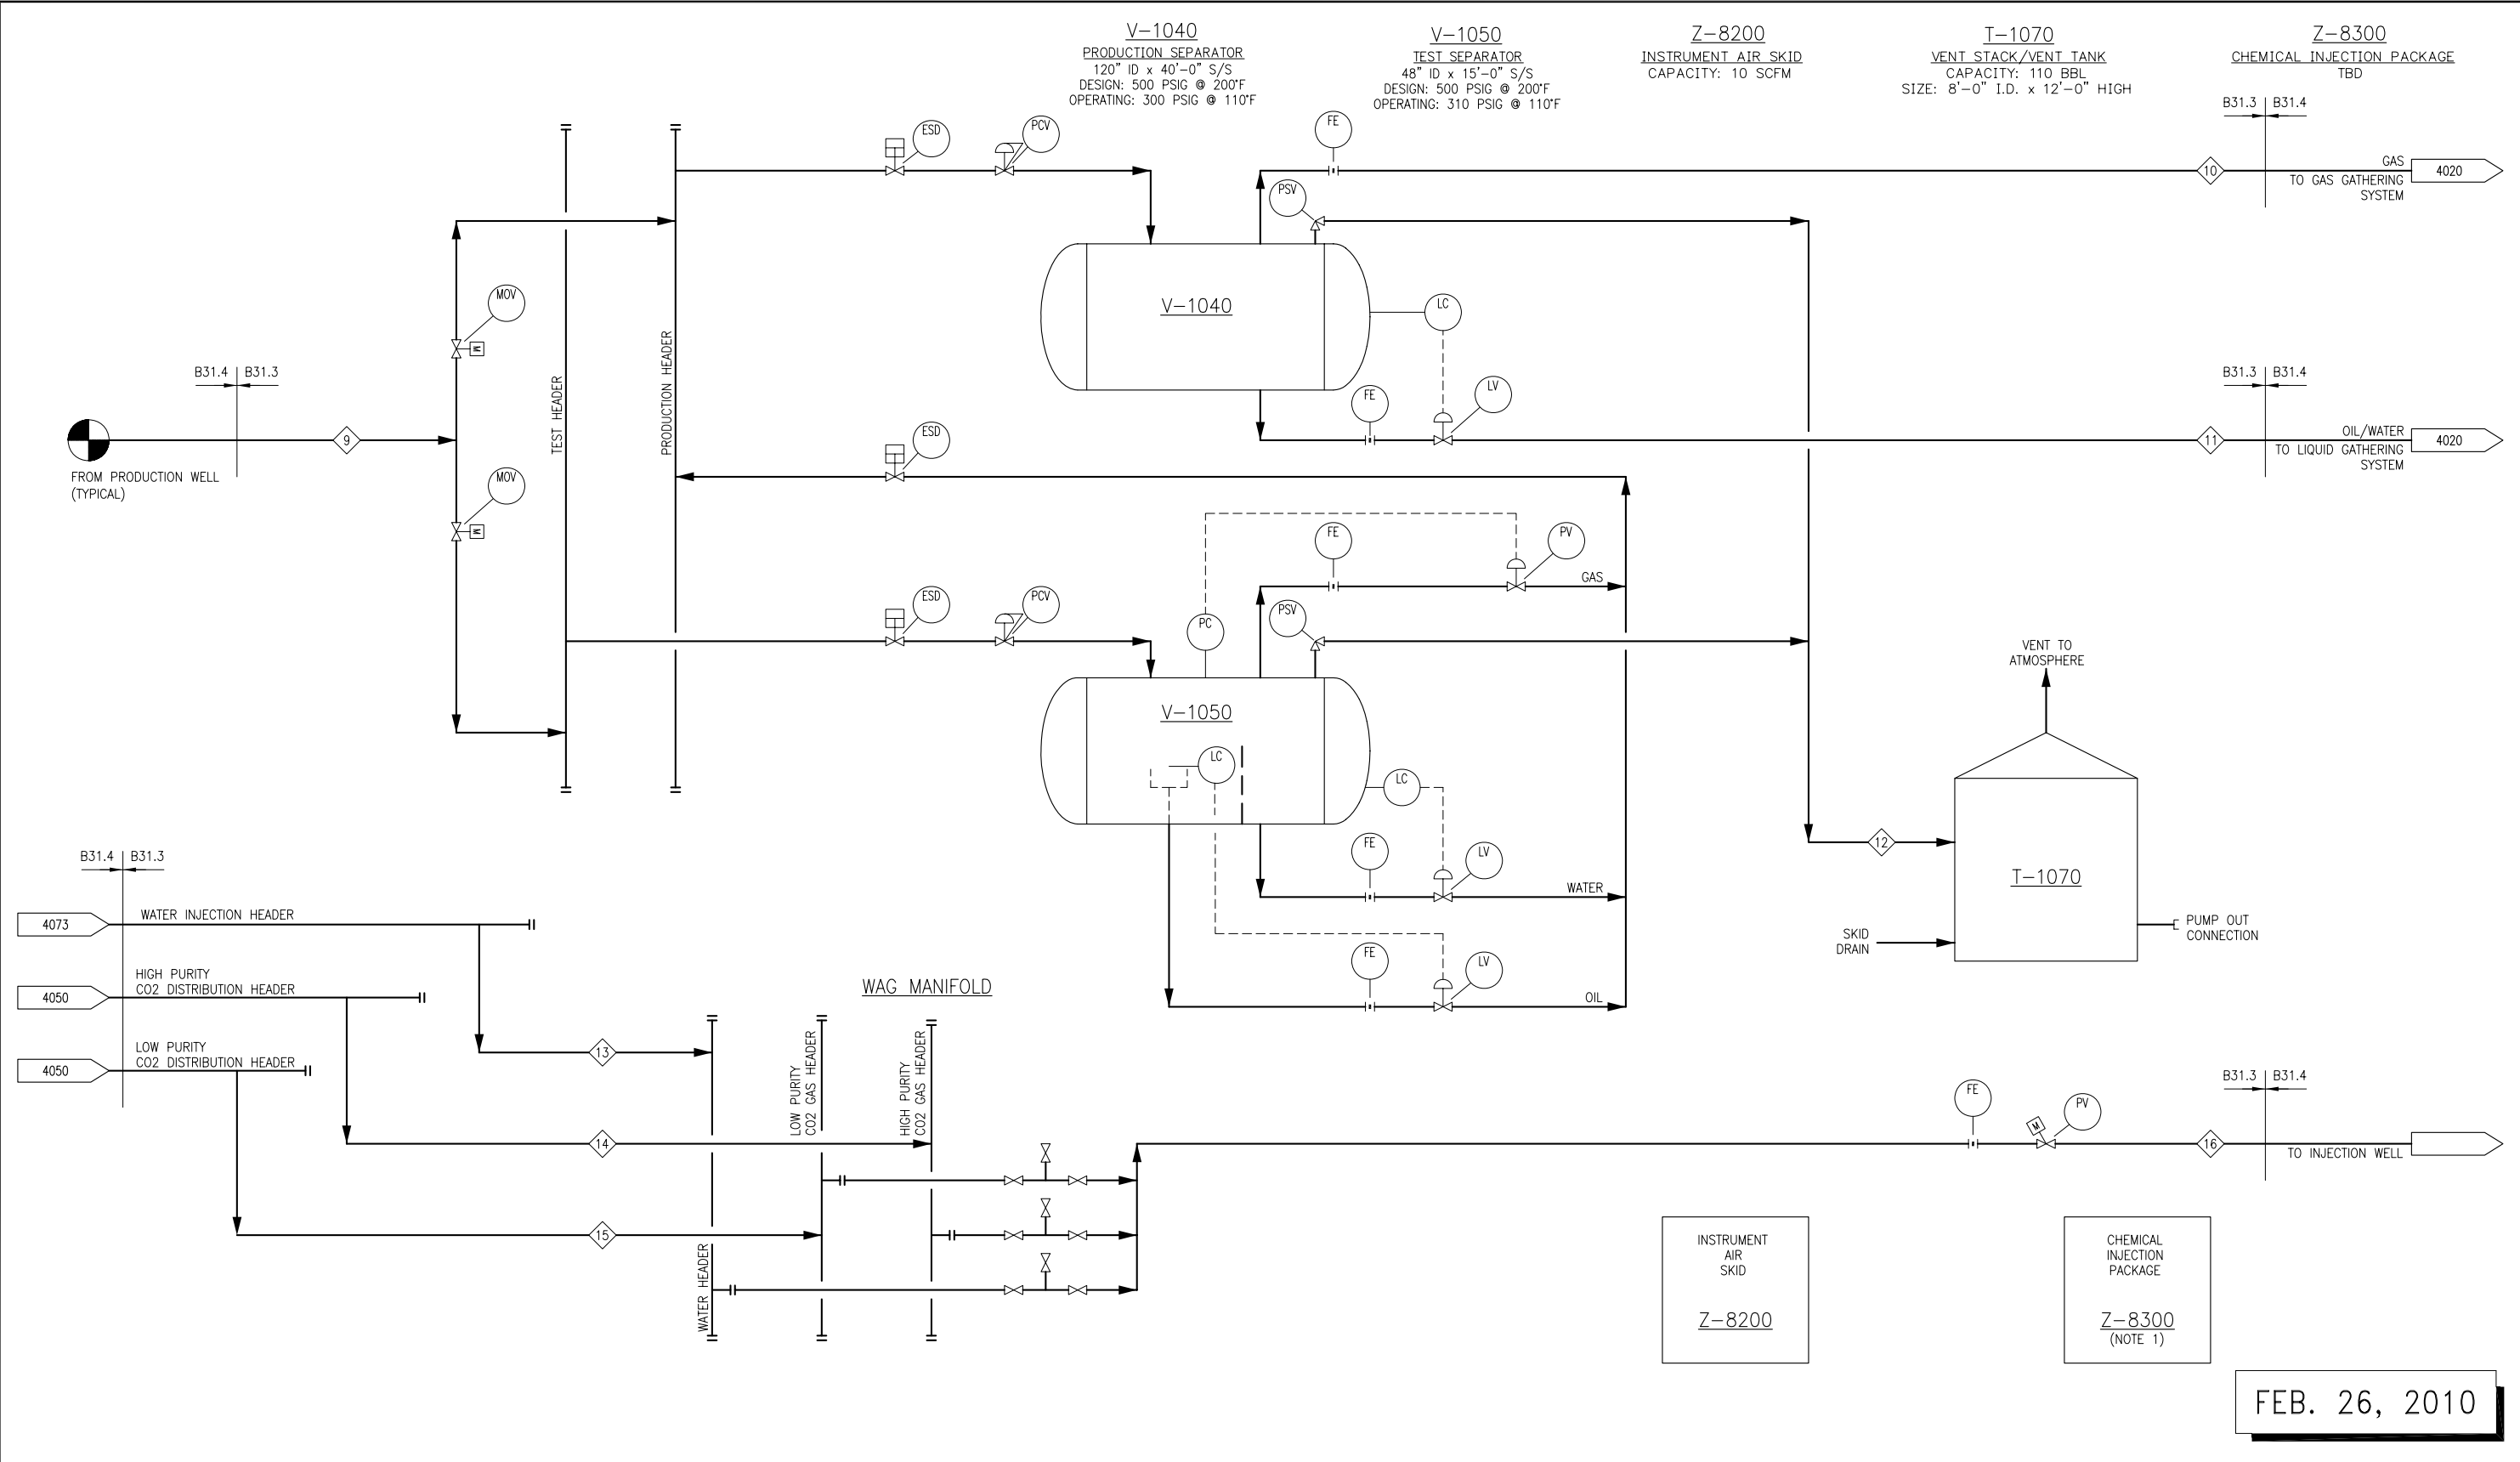 V-1040
PRODUCTION SEPARATOR
120" ID x 40'-0" S/S
DESIGN: 500 PSIG @ 200°F
OPERATING: 300 PSIG @ 110°F
V-1050
TEST SEPARATOR
48" ID x 15'-0" S/S
DESIGN: 500 PSIG @ 200°F
OPERATING: 310 PSIG @ 110°F
Z-8200
INSTRUMENT AIR SKID
CAPACITY: 10 SCFM
T-1070
VENT STACK/VENT TANK
CAPACITY: 110 BBL
SIZE: 8'-0" I.D. x 12'-0" HIGH
Z-8300
CHEMICAL INJECTION PACKAGE
TBD
B31.3 B31.4
ESD
PCV
FE
10
GAS
4020
TO GAS GATHERING
SYSTEM
PSV
MOV
V-1040
LC
PRODUCTION HEADER
TEST HEADER
B31.4 B31.3
B31.3 B31.4
FE
LV
9
FROM PRODUCTION WELL
(TYPICAL)
11
OIL/WATER
4020
TO LIQUID GATHERING
SYSTEM
ESD
MOV
FE
PV
GAS
ESD
PCV
PC
PSV
VENT TO
ATMOSPHERE
V-1050
LC
LC
FE
LV
WATER
12
T-1070
B31.4 B31.3
4073
WATER INJECTION HEADER
PUMP OUT
CONNECTION
SKID
DRAIN
4050
HIGH PURITY
CO2 DISTRIBUTION HEADER
WAG MANIFOLD
FE
LV
OIL
4050
LOW PURITY
CO2 DISTRIBUTION HEADER
13
LOW PURITY
CO2 GAS HEADER
HIGH PURITY
CO2 GAS HEADER
14
FE
M
PV
B31.3 B31.4
16
TO INJECTION WELL
15
WATER HEADER
INSTRUMENT
AIR
SKID
Z-8200
CHEMICAL
INJECTION
PACKAGE
Z-8300
(NOTE 1)
M
M
FEB. 26, 2010